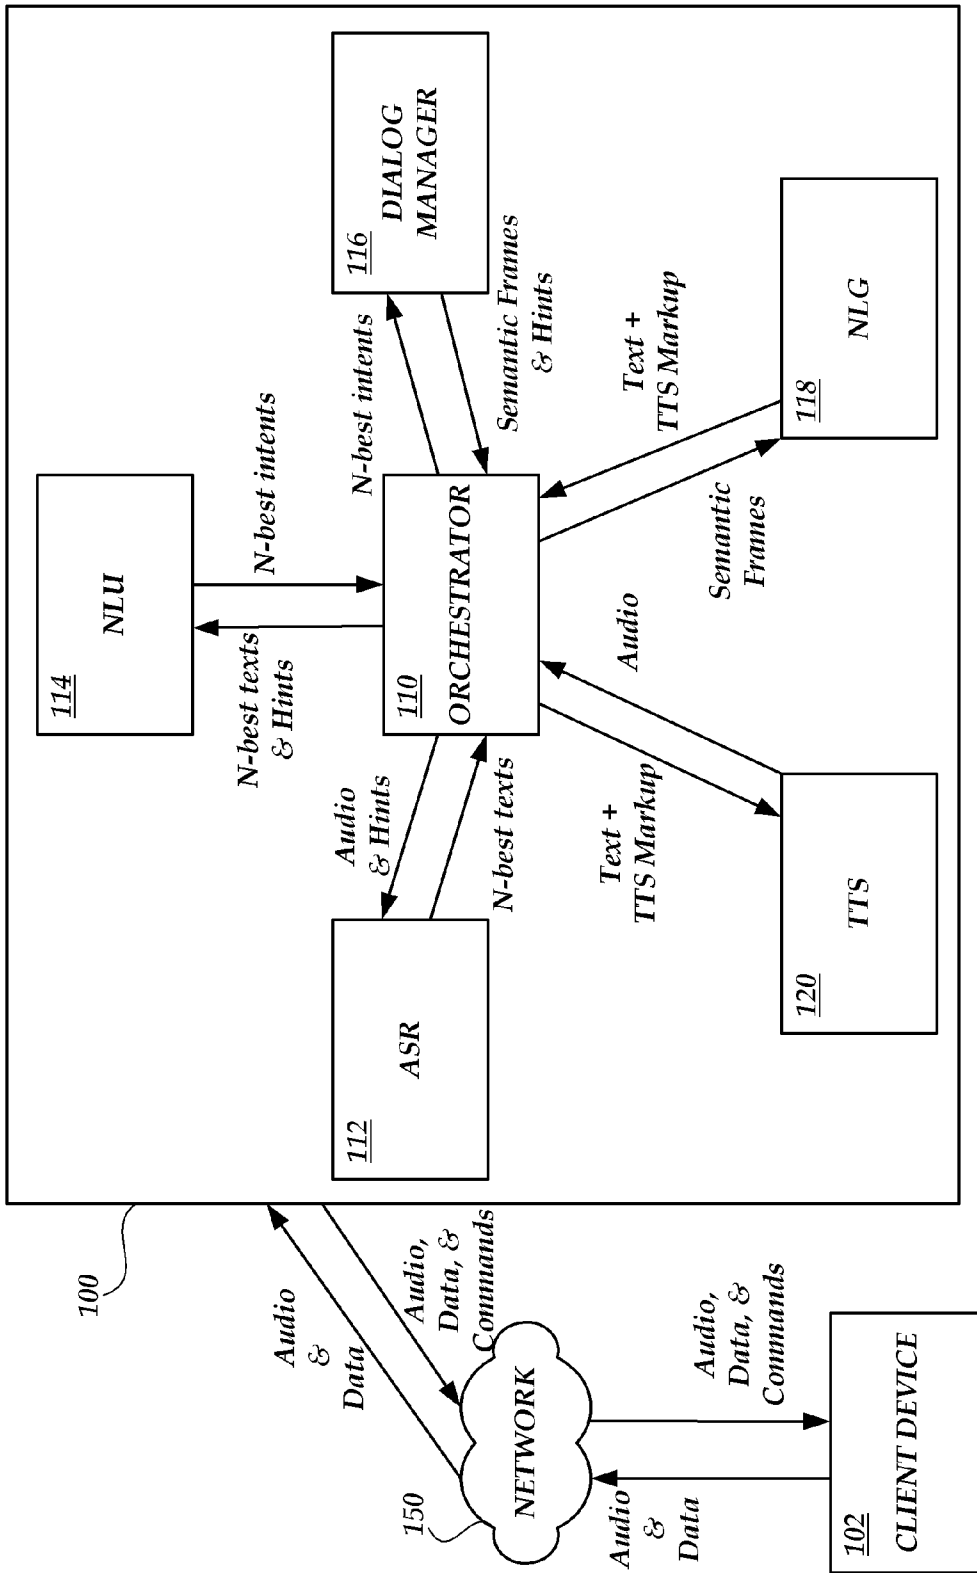 100
114
NLU
N-best texts
& Hints
N-best intents
Audio
&
Data
112
ASR
Audio
& Hints
N-best intents
116
DIALOG
MANAGER
Audio,
Data, &
Commands
150
NETWORK
110
ORCHESTRATOR
N-best texts
Semantic Frames
& Hints
Audio
&
Data
Audio,
Data, &
Commands
Text +
TTS Markup
Audio
Text +
TTS Markup
Semantic
Frames
102
CLIENT DEVICE
120
TTS
118
NLG